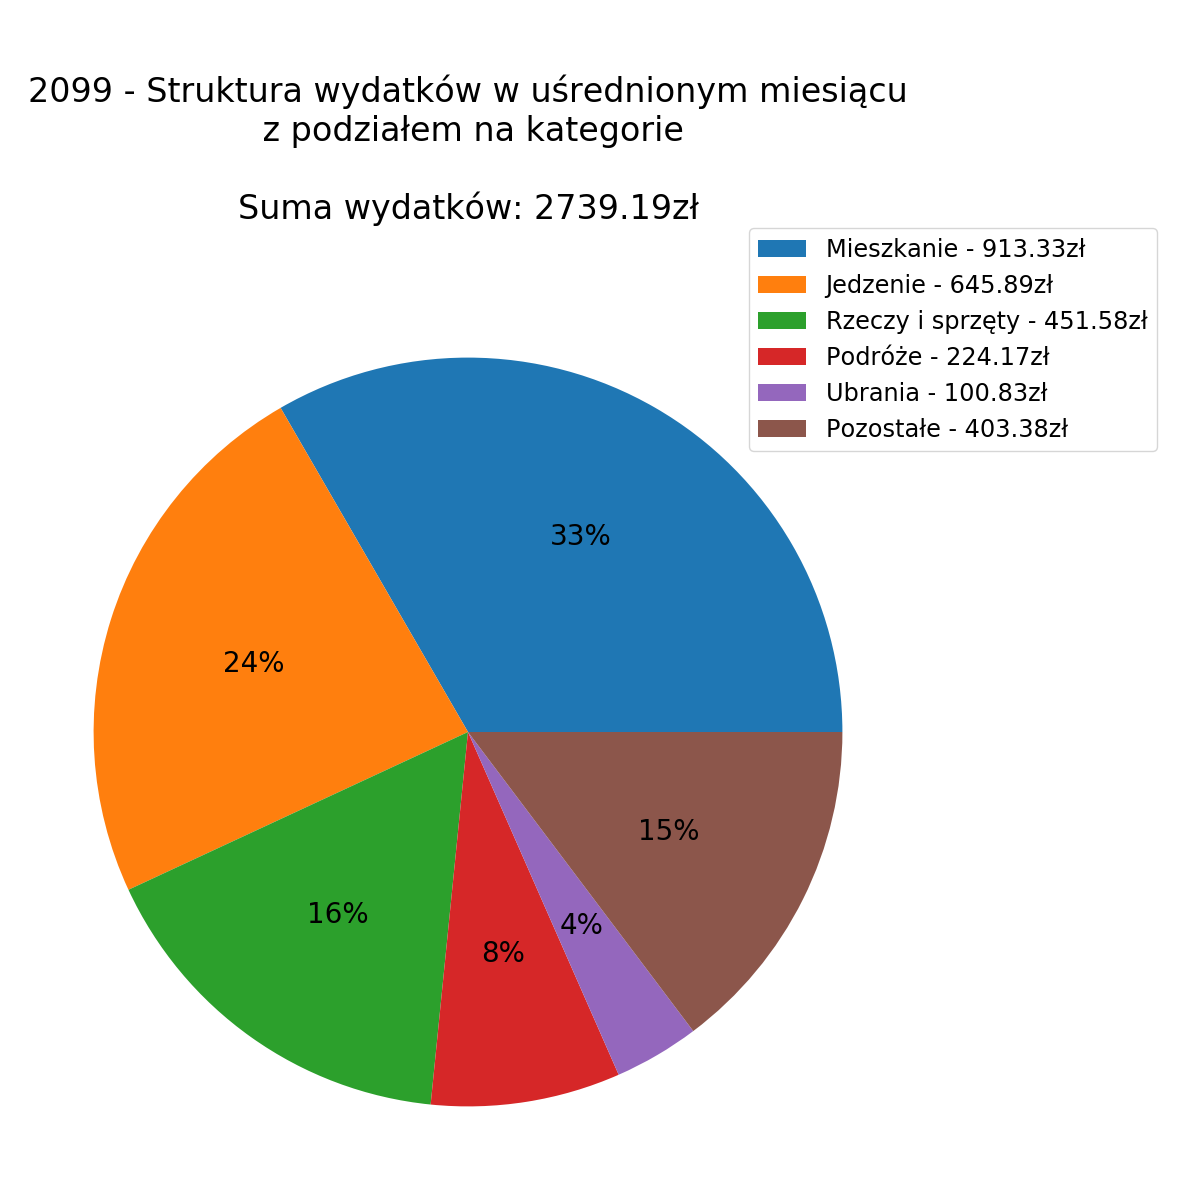 2099 - Struktura wydatków w uśrednionym miesiącu
z podziałem na kategorie
Suma wydatków: 2739.19zł
Mieszkanie - 913.33zł
Jedzenie - 645.89zł
Rzeczy i sprzęty - 451.58zł
Podróże - 224.17zł
Ubrania - 100.83zł
Pozostałe - 403.38zł
33%
24%
15%
16%
4%
8%